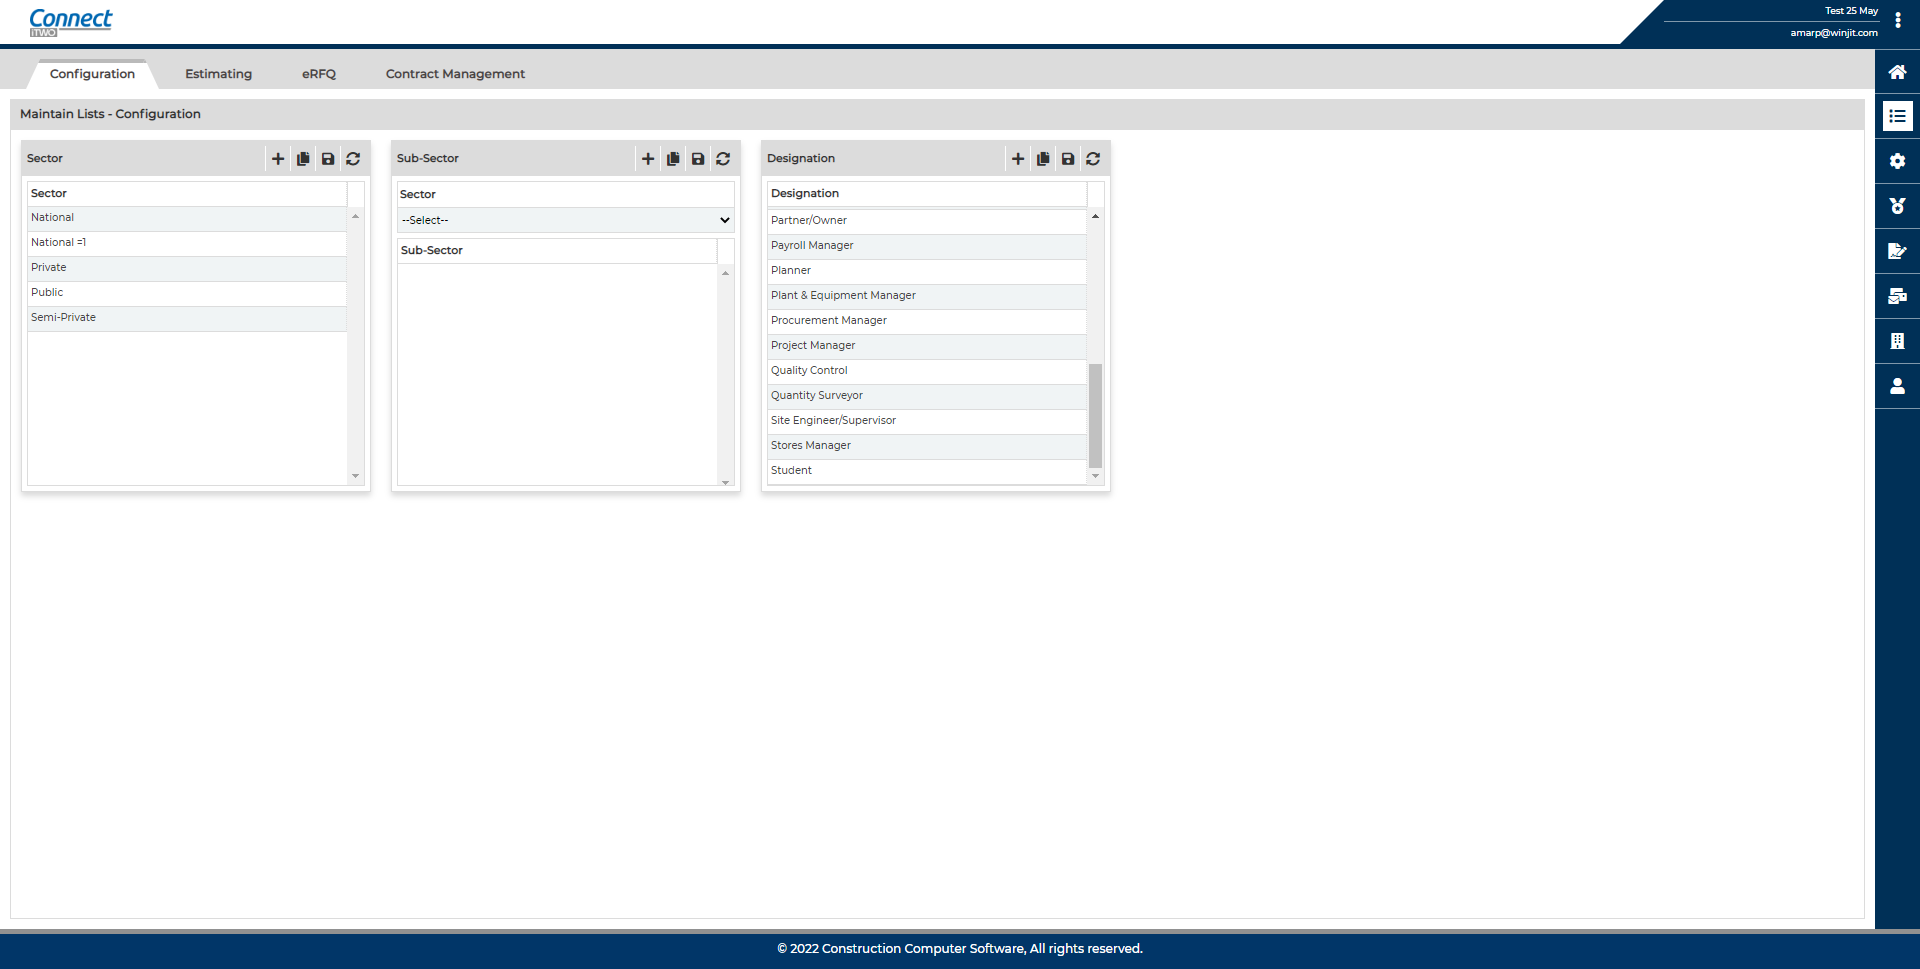 Connect
iTWO
Test 25 May
amarp@winjit.com
Configuration
Estimating
eRFQ
Contract Management
Maintain Lists - Configuration
Sector
Sector
National
National =1
Private
Public
Semi-Private
Sub-Sector
Sector
--Select--
Sub-Sector
Designation
Designation
Partner/Owner
Payroll Manager
Planner
Plant & Equipment Manager
Procurement Manager
Project Manager
Quality Control
Quantity Surveyor
Site Engineer/Supervisor
Stores Manager
Student
© 2022 Construction Computer Software, All rights reserved.